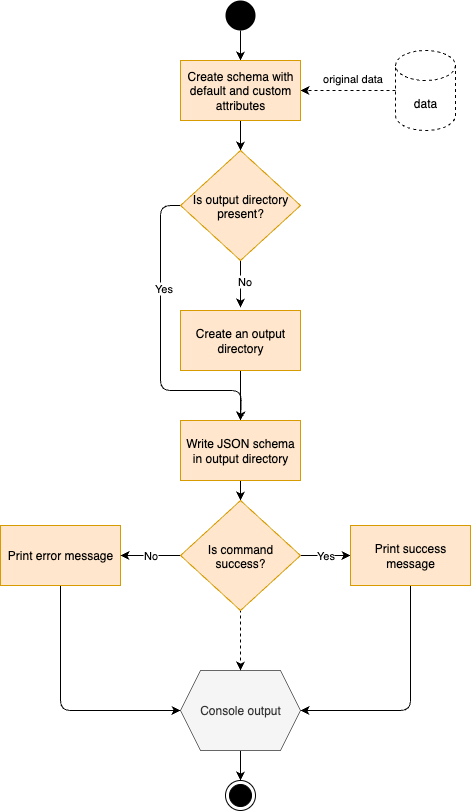 Create schema with
default and custom
attributes
original data
data
Is output directory
present?
Yes
No
Create an output
directory
Write JSON schema
in output directory
Print error message
No
Is command
success?
Yes
Print success
message
Console output